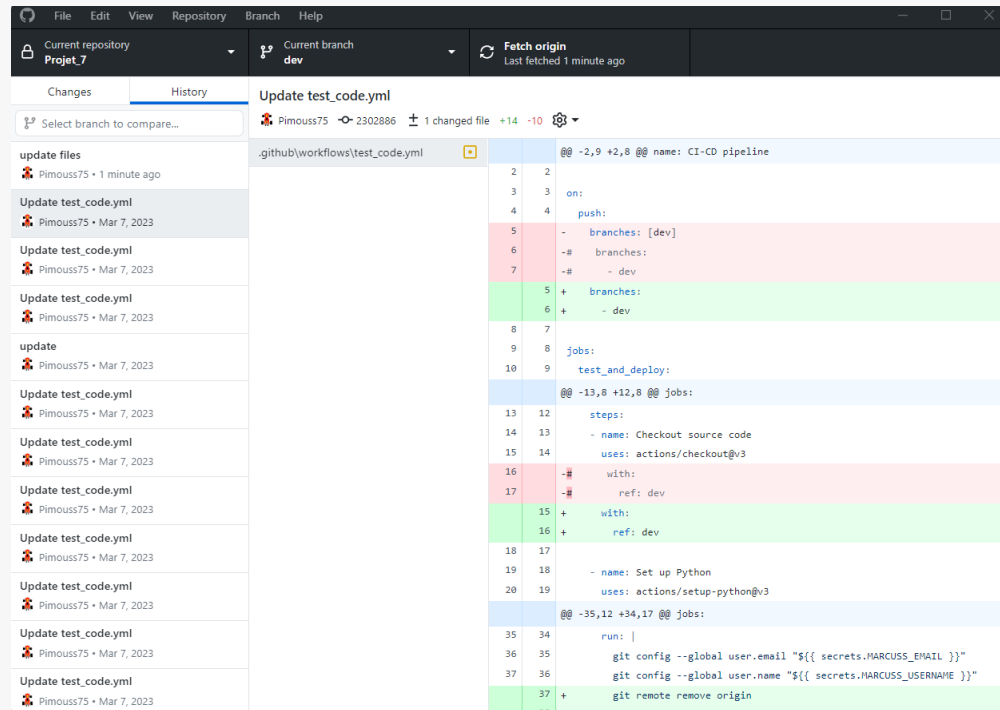 File Edit View Repository Branch Help
Current repository
Projet_7
Current branch
dev
Fetch origin
Last fetched 1 minute ago
Changes
History
Select branch to compare...
update files
Pimouss75 • 1 minute ago
Update test_code.yml
Pimouss75 • Mar 7, 2023
Update test_code.yml
Pimouss75 • Mar 7, 2023
Update test_code.yml
Pimouss75 • Mar 7, 2023
update
Pimouss75 • Mar 7, 2023
Update test_code.yml
Pimouss75 • Mar 7, 2023
Update test_code.yml
Pimouss75 • Mar 7, 2023
Update test_code.yml
Pimouss75 • Mar 7, 2023
Update test_code.yml
Pimouss75 • Mar 7, 2023
Update test_code.yml
Pimouss75 • Mar 7, 2023
Update test_code.yml
Pimouss75 • Mar 7, 2023
Update test_code.yml
Pimouss75 • Mar 7, 2023
Update test_code.yml
Pimouss75 2302886 1 changed file +14 -10
.github\workflows\test_code.yml
@@ -2,9 +2,8 @@ name: CI-CD pipeline
2 2
3 3 on:
4 4 push:
5 - branches: [dev]
6 -# branches:
7 -# - dev
5 + branches:
6 + - dev
8 7
9 8 jobs:
10 9 test_and_deploy:
@@ -13,8 +12,8 @@ jobs:
13 12 steps:
14 13 - name: Checkout source code
15 14 uses: actions/checkout@v3
16 -# with:
17 -# ref: dev
15 + with:
16 + ref: dev
18 17
19 18 - name: Set up Python
20 19 uses: actions/setup-python@v3
@@ -35,12 +34,17 @@ jobs:
35 34 run: |
36 35 git config --global user.email "${{ secrets.MARCUSS_EMAIL }}"
37 36 git config --global user.name "${{ secrets.MARCUSS_USERNAME }}"
37 + git remote remove origin